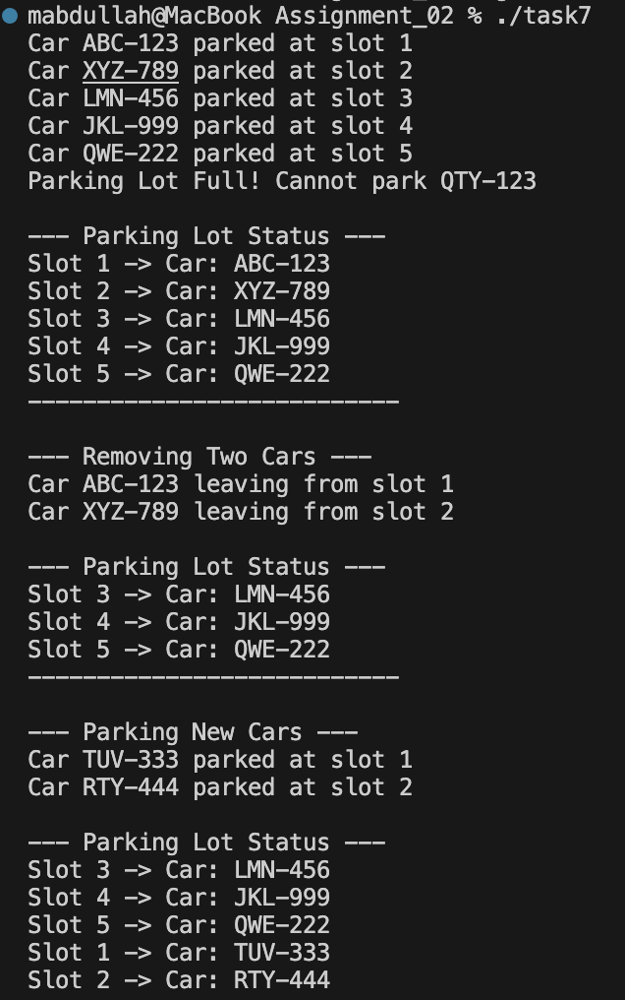 mabdullah@MacBook Assignment_02 % ./task7
Car ABC-123 parked at slot 1
Car XYZ-789 parked at slot 2
Car LMN-456 parked at slot 3
Car JKL-999 parked at slot 4
Car QWE-222 parked at slot 5
Parking Lot Full! Cannot park QTY-123
--- Parking Lot Status ---
Slot 1 -> Car: ABC-123
Slot 2 -> Car: XYZ-789
Slot 3 -> Car: LMN-456
Slot 4 -> Car: JKL-999
Slot 5 -> Car: QWE-222
---------------------------
--- Removing Two Cars ---
Car ABC-123 leaving from slot 1
Car XYZ-789 leaving from slot 2
--- Parking Lot Status ---
Slot 3 -> Car: LMN-456
Slot 4 -> Car: JKL-999
Slot 5 -> Car: QWE-222
---------------------------
--- Parking New Cars ---
Car TUV-333 parked at slot 1
Car RTY-444 parked at slot 2
--- Parking Lot Status ---
Slot 3 -> Car: LMN-456
Slot 4 -> Car: JKL-999
Slot 5 -> Car: QWE-222
Slot 1 -> Car: TUV-333
Slot 2 -> Car: RTY-444